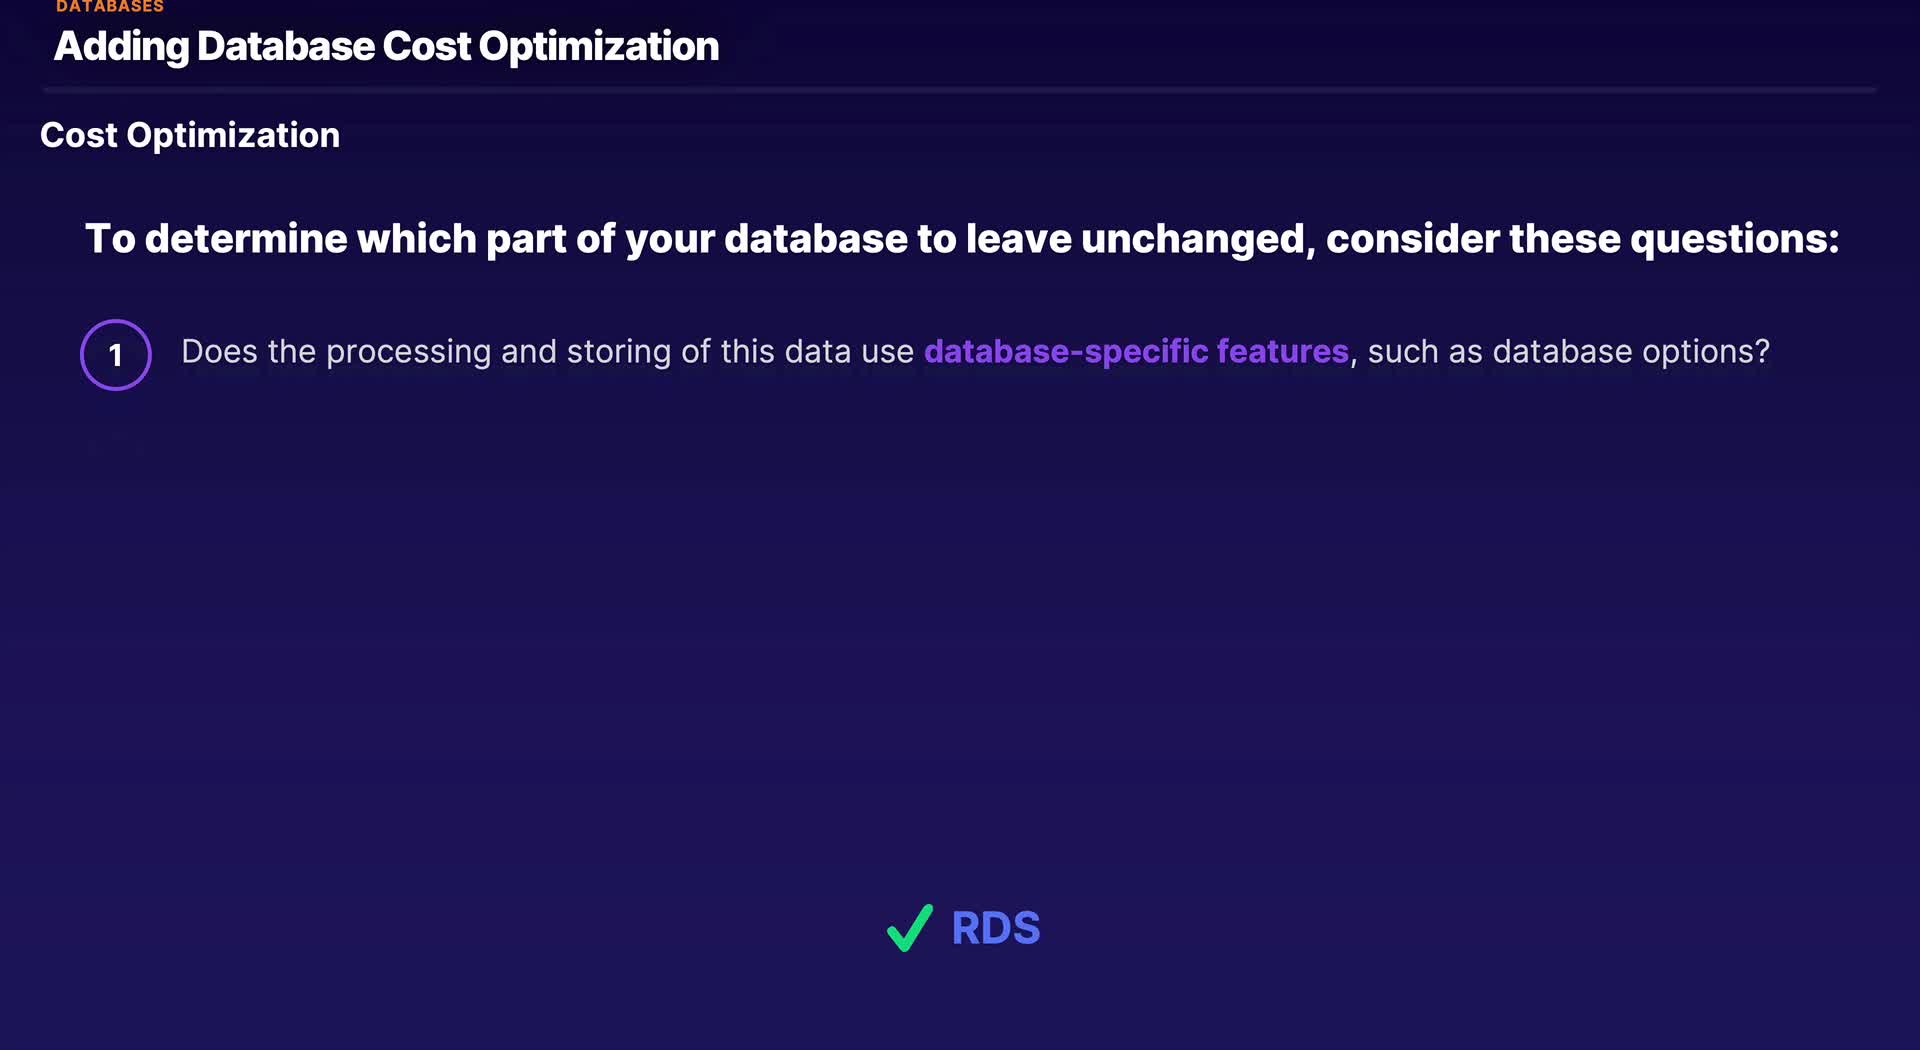 DATABASES
Adding Database Cost Optimization
Cost Optimization
To determine which part of your database to leave unchanged, consider these questions:
1 Does the processing and storing of this data use database-specific features, such as database options?
RDS